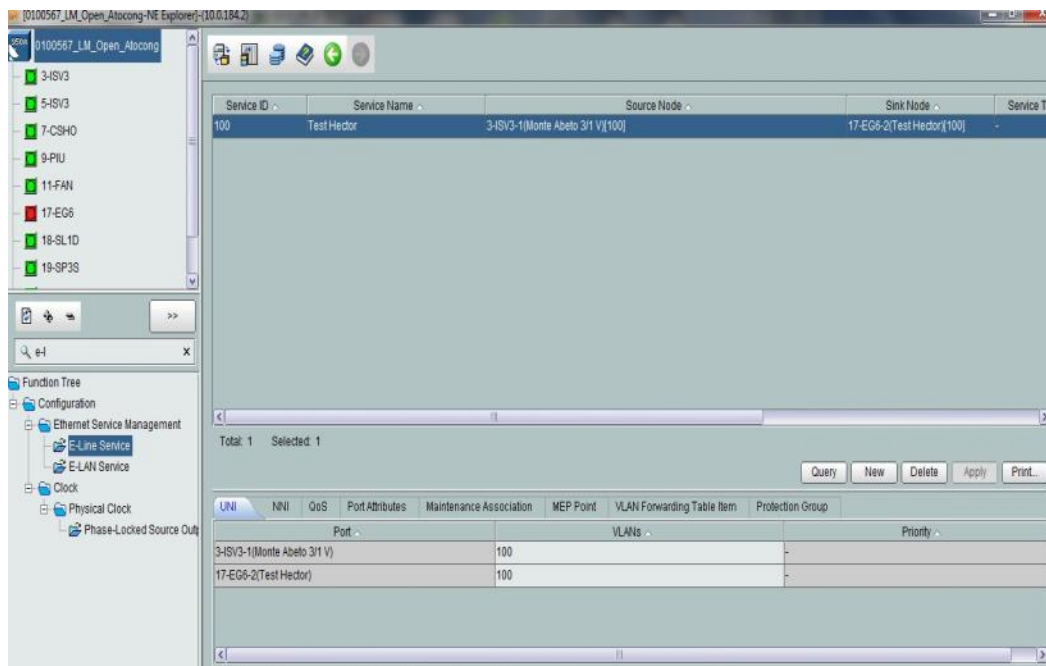 [0100567_LM_Open_Atocong-NE Explorer]-(10.0.184.2)
0100567_LM_Open_Atocong
3-ISV3
5-ISV3
7-CSHO
9-PIU
11-FAN
17-EG6
18-SL1D
19-SP3S
>>
e-l x
Function Tree
Configuration
Ethernet Service Management
E-Line Service
E-LAN Service
Clock
Physical Clock
Phase-Locked Source Outp
Service ID Service Name Source Node Sink Node Service T
100 Test Hector 3-ISV3-1(Monte Abeto 3/1 V)[100] 17-EG6-2(Test Hector)[100] -
Total: 1 Selected: 1
Query New Delete Apply Print...
UNI NNI QoS Port Attributes Maintenance Association MEP Point VLAN Forwarding Table Item Protection Group
Port VLANs Priority
3-ISV3-1(Monte Abeto 3/1 V) 100 -
17-EG6-2(Test Hector) 100 -